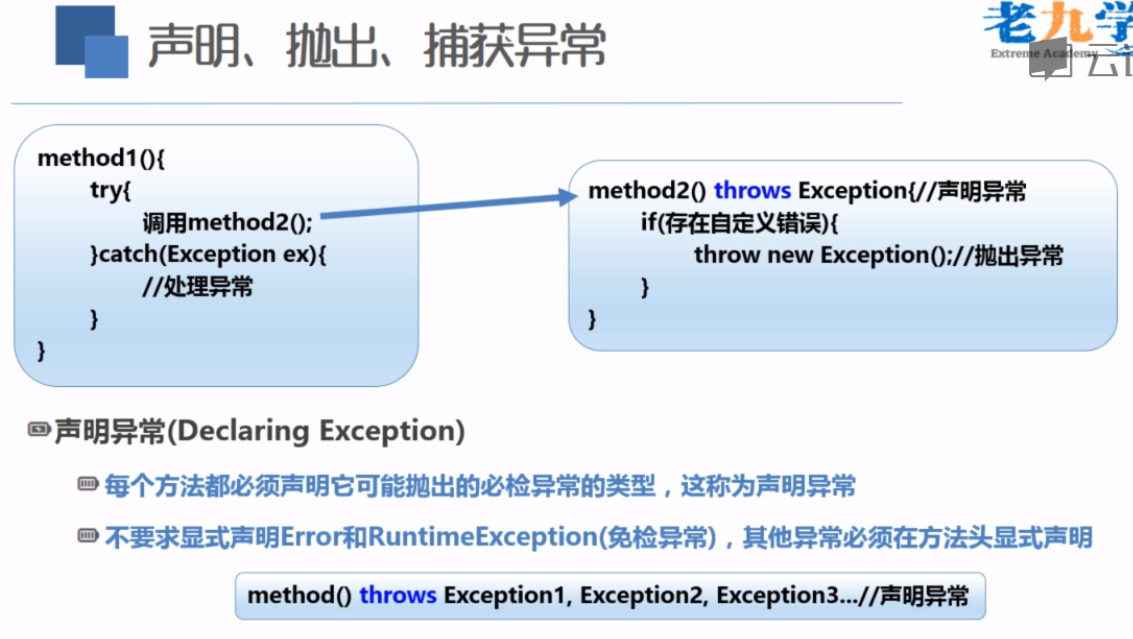 声明、抛出、捕获异常
老九学
Extreme Academy
method1(){
try{
调用method2();
}catch(Exception ex){
//处理异常
}
}
method2() throws Exception{//声明异常
if(存在自定义错误){
throw new Exception();//抛出异常
}
}
声明异常(Declaring Exception)
每个方法都必须声明它可能抛出的必检异常的类型，这称为声明异常
不要求显式声明Error和RuntimeException(免检异常)，其他异常必须在方法头显式声明
method() throws Exception1, Exception2, Exception3...//声明异常